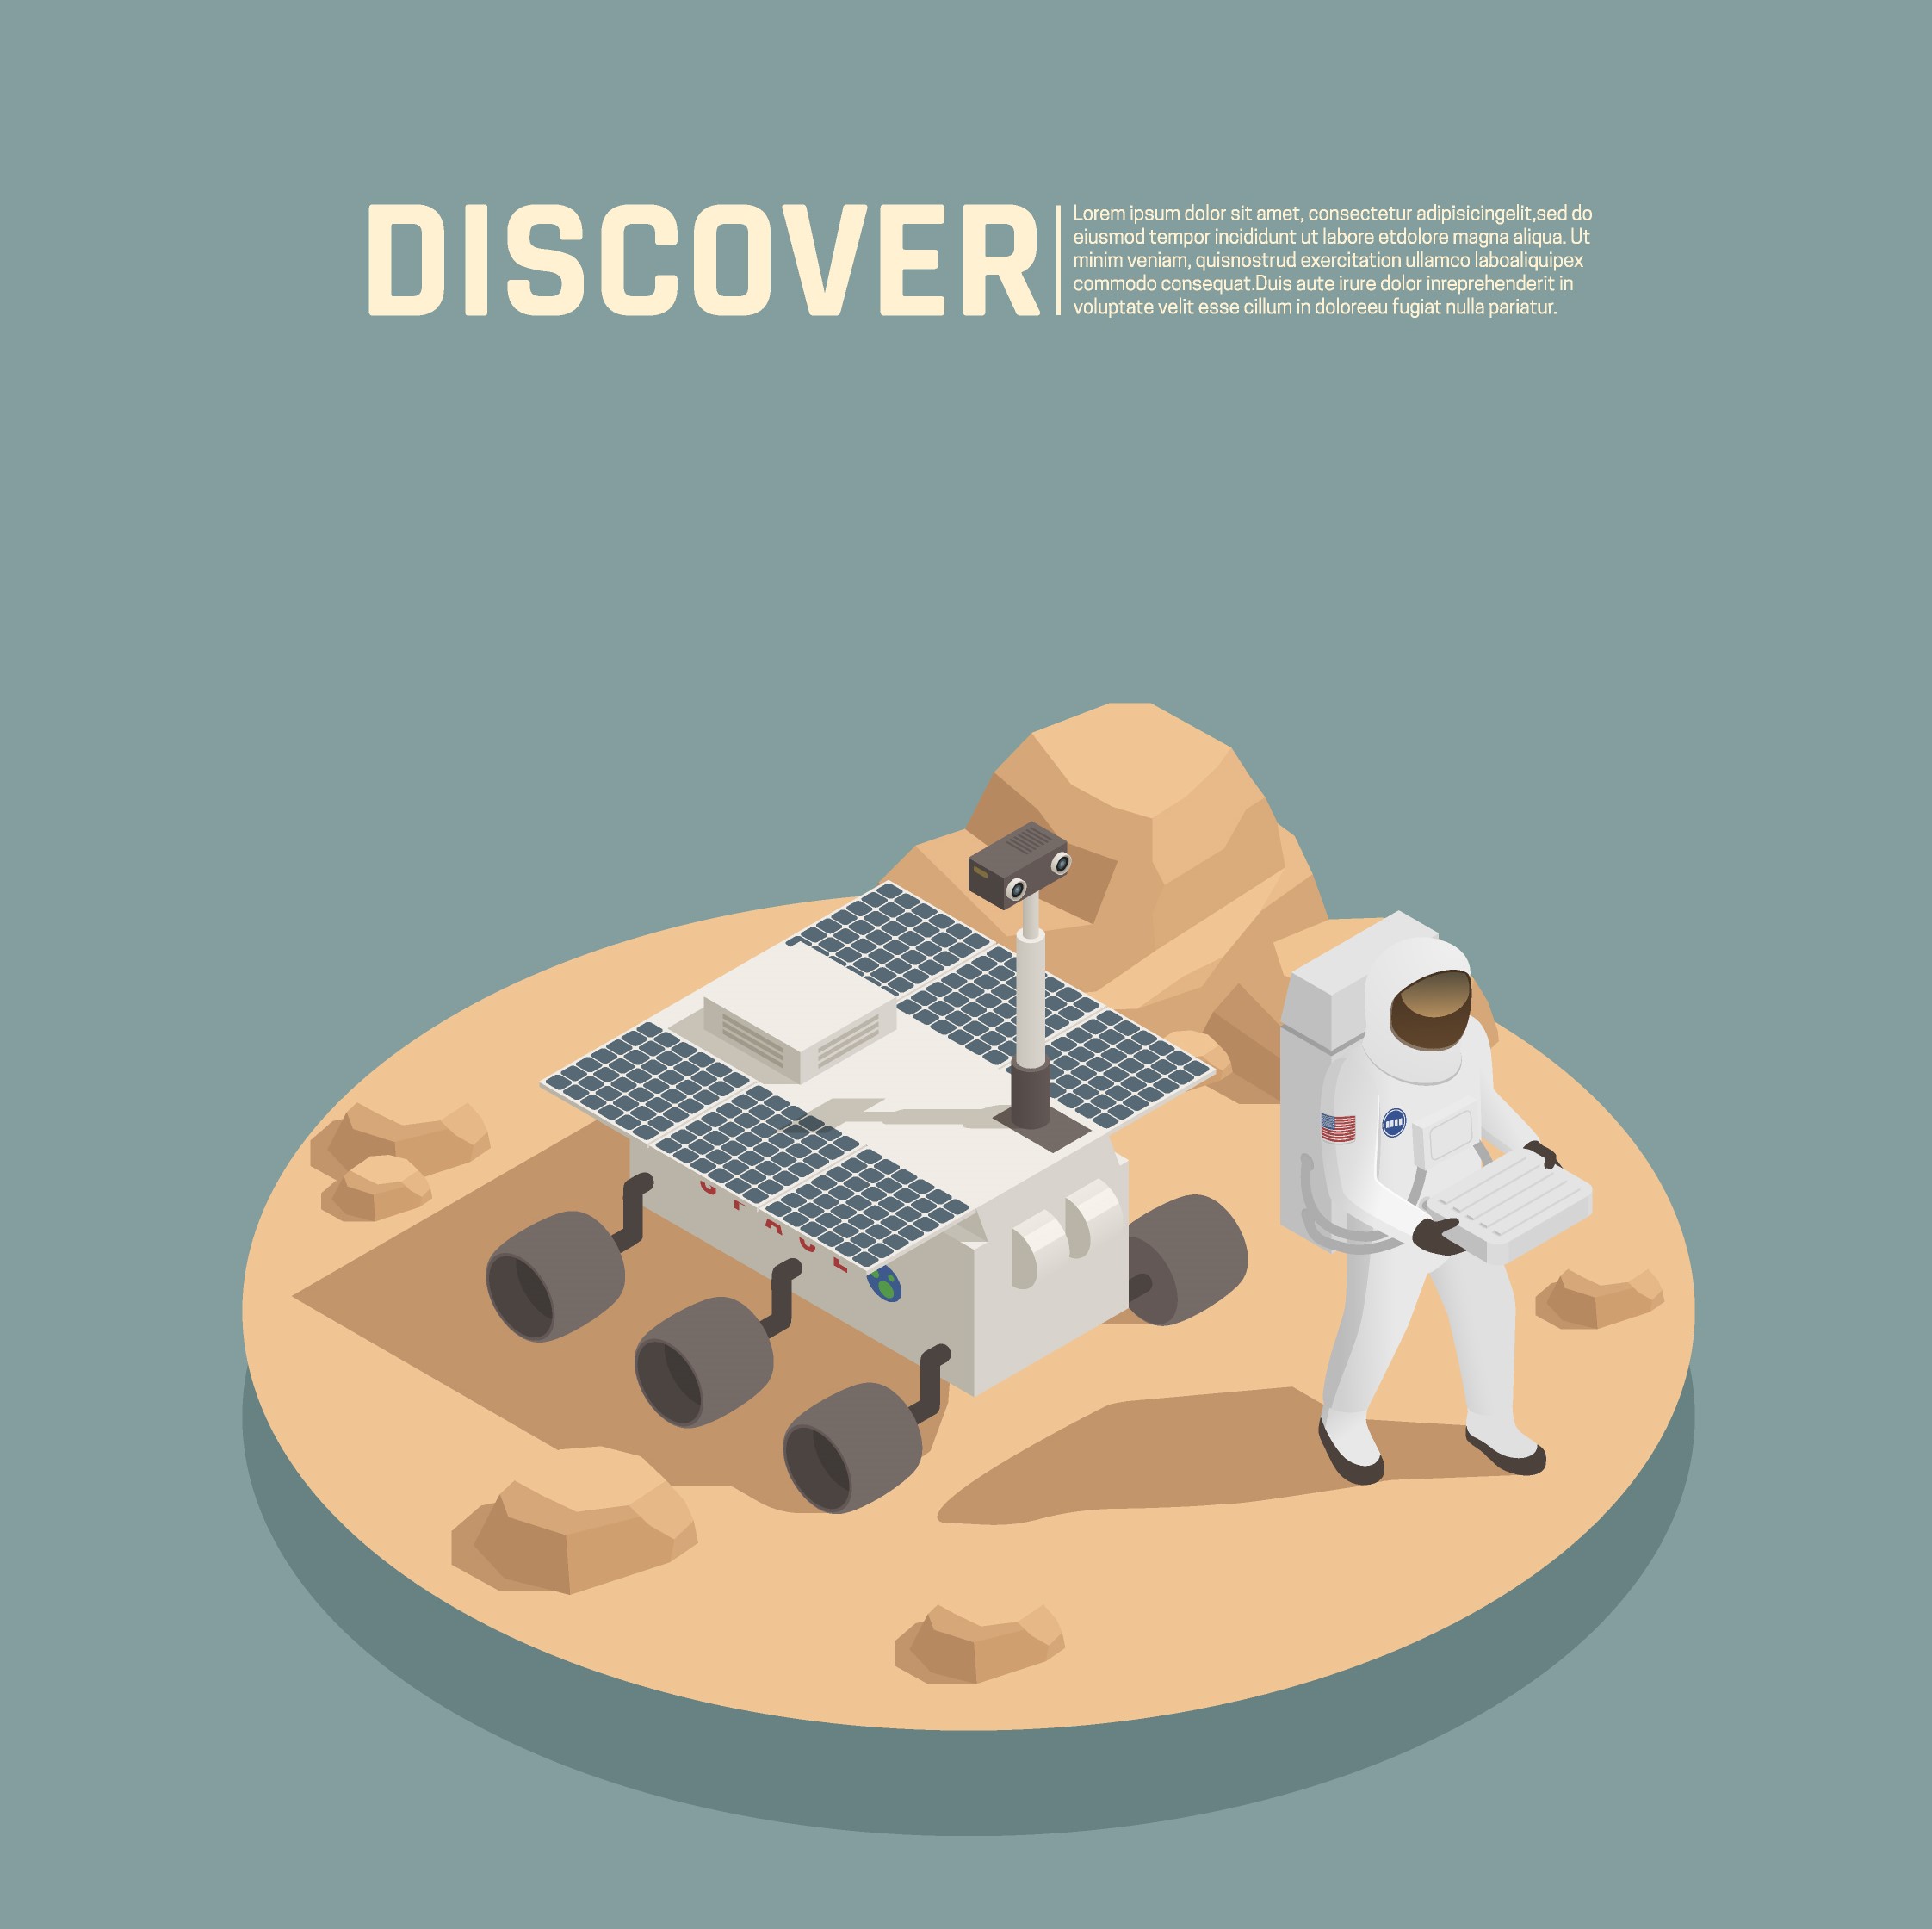 DISCOVER
Lorem ipsum dolor sit amet, consectetur adipisicingelit,sed do
eiusmod tempor incididunt ut labore etdolore magna aliqua. Ut
minim veniam, quisnostrud exercitation ullamco laboaliquipex
commodo consequat.Duis aute irure dolor inreprehenderit in
voluptate velit esse cillum in doloreeu fugiat nulla pariatur.